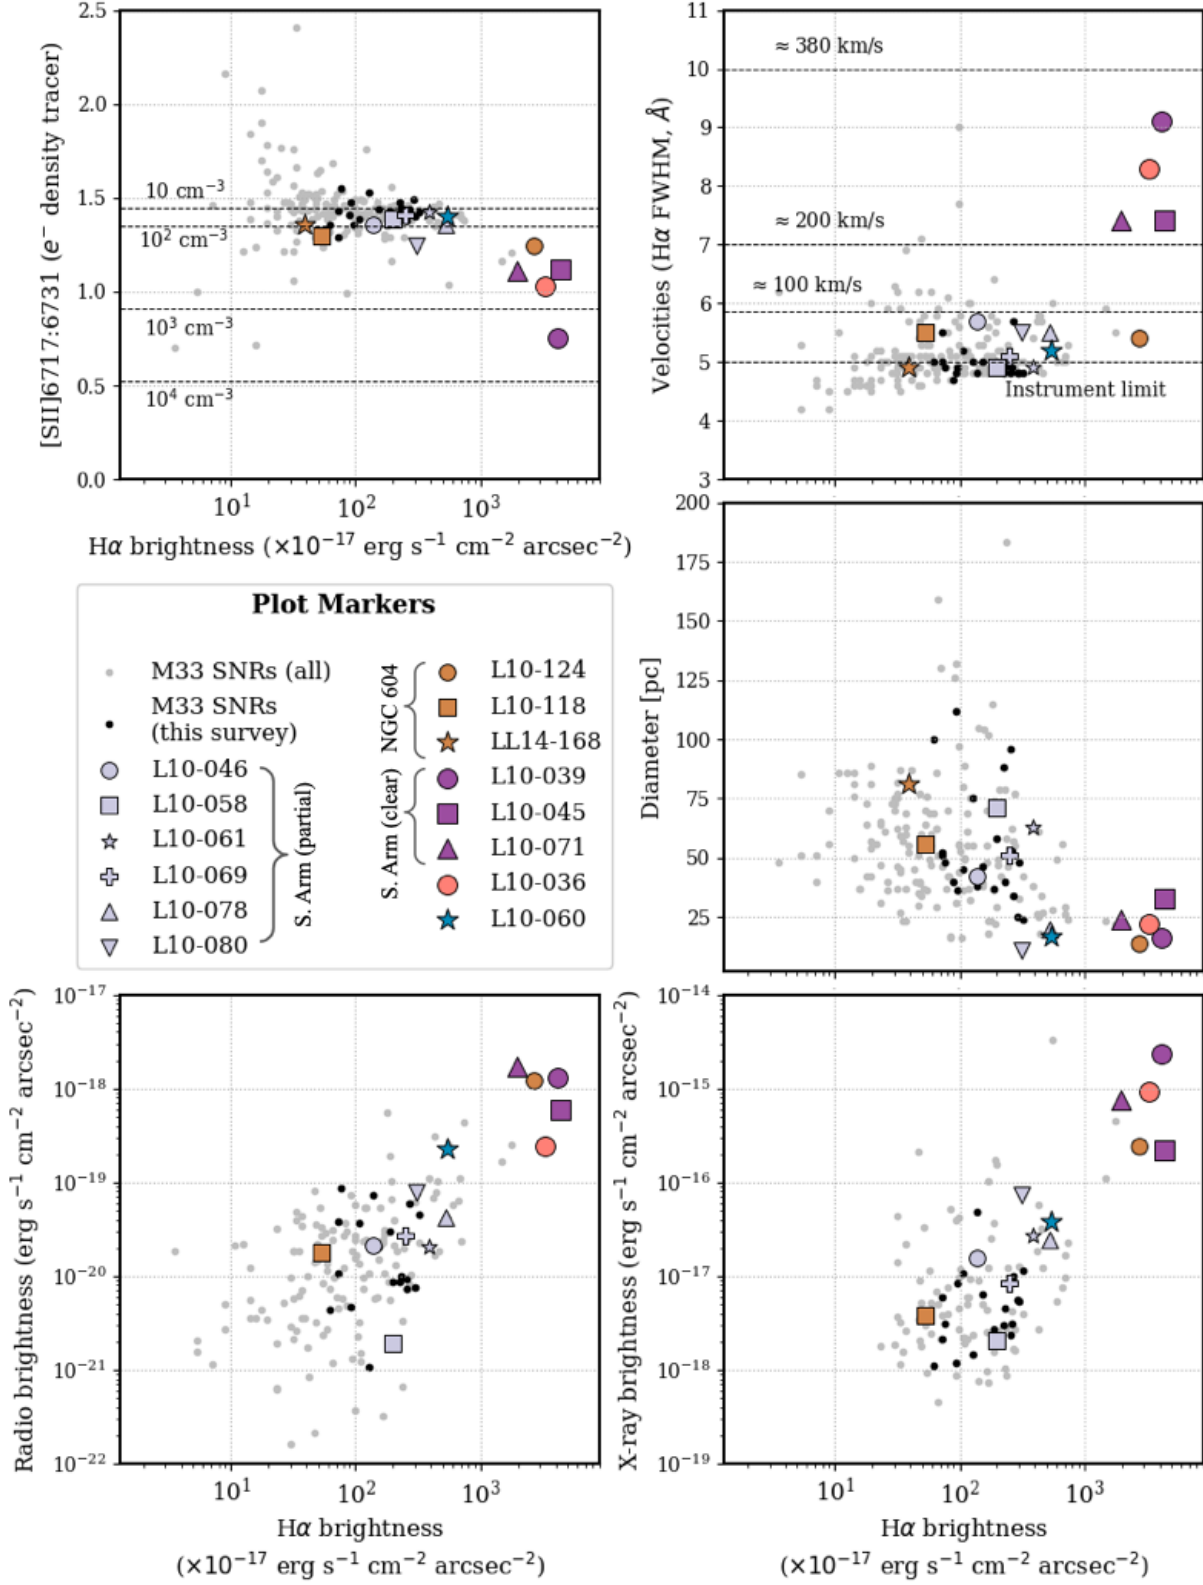 2.5
2.0
1.5
1.0
0.5
0.0
[SII]6717:6731 (e⁻ density tracer)
10 cm⁻³
10² cm⁻³
10³ cm⁻³
10⁴ cm⁻³
10¹ 10² 10³
Hα brightness (×10⁻¹⁷ erg s⁻¹ cm⁻² arcsec⁻²)
11
10
9
8
7
6
5
4
3
Velocities (Hα FWHM, Å)
≈ 380 km/s
≈ 200 km/s
≈ 100 km/s
Instrument limit
Plot Markers
M33 SNRs (all)
M33 SNRs
(this survey)
L10-046
L10-058
L10-061
L10-069
L10-078
L10-080
S. Arm (partial)
NGC 604
L10-124
L10-118
LL14-168
S. Arm (clear)
L10-039
L10-045
L10-071
L10-036
L10-060
200
175
150
125
100
75
50
25
Diameter [pc]
10⁻¹⁷
10⁻¹⁸
10⁻¹⁹
10⁻²⁰
10⁻²¹
10⁻²²
Radio brightness (erg s⁻¹ cm⁻² arcsec⁻²)
10¹ 10² 10³
Hα brightness
(×10⁻¹⁷ erg s⁻¹ cm⁻² arcsec⁻²)
10⁻¹⁴
10⁻¹⁵
10⁻¹⁶
10⁻¹⁷
10⁻¹⁸
10⁻¹⁹
X-ray brightness (erg s⁻¹ cm⁻² arcsec⁻²)
10¹ 10² 10³
Hα brightness
(×10⁻¹⁷ erg s⁻¹ cm⁻² arcsec⁻²)